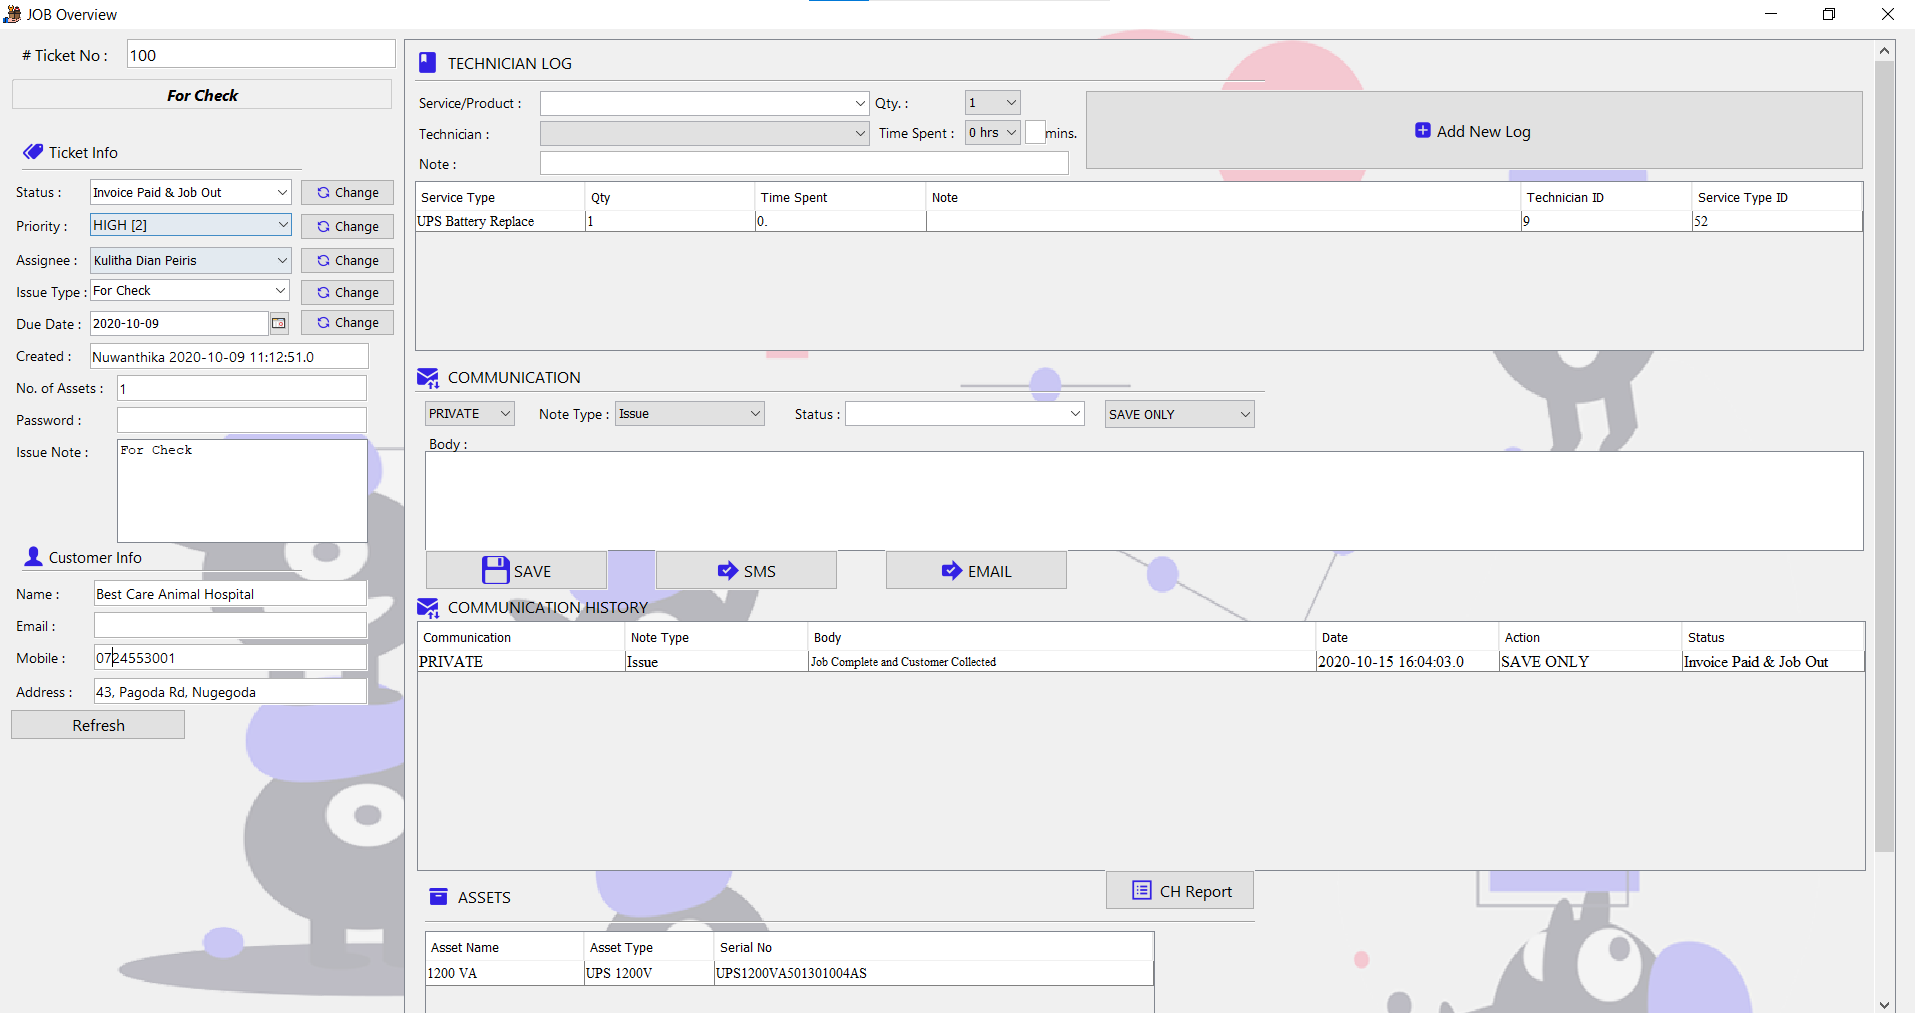 JOB Overview
# Ticket No : 100
For Check
Ticket Info
Status : Invoice Paid & Job Out Change
Priority : HIGH [2] Change
Assignee : Kulitha Dian Peiris Change
Issue Type : For Check Change
Due Date : 2020-10-09 Change
Created : Nuwanthika 2020-10-09 11:12:51.0
No. of Assets : 1
Password :
Issue Note : For Check
Customer Info
Name : Best Care Animal Hospital
Email :
Mobile : 0724553001
Address : 43, Pagoda Rd, Nugegoda
Refresh
TECHNICIAN LOG
Service/Product : Qty. : 1
Technician : Time Spent : 0 hrs mins.
Note :
Add New Log
Service Type Qty Time Spent Note Technician ID Service Type ID
UPS Battery Replace 1 0. 9 52
COMMUNICATION
PRIVATE Note Type : Issue Status : SAVE ONLY
Body :
SAVE SMS EMAIL
COMMUNICATION HISTORY
Communication Note Type Body Date Action Status
PRIVATE Issue Job Complete and Customer Collected 2020-10-15 16:04:03.0 SAVE ONLY Invoice Paid & Job Out
ASSETS
CH Report
Asset Name Asset Type Serial No
1200 VA UPS 1200V UPS1200VA501301004AS